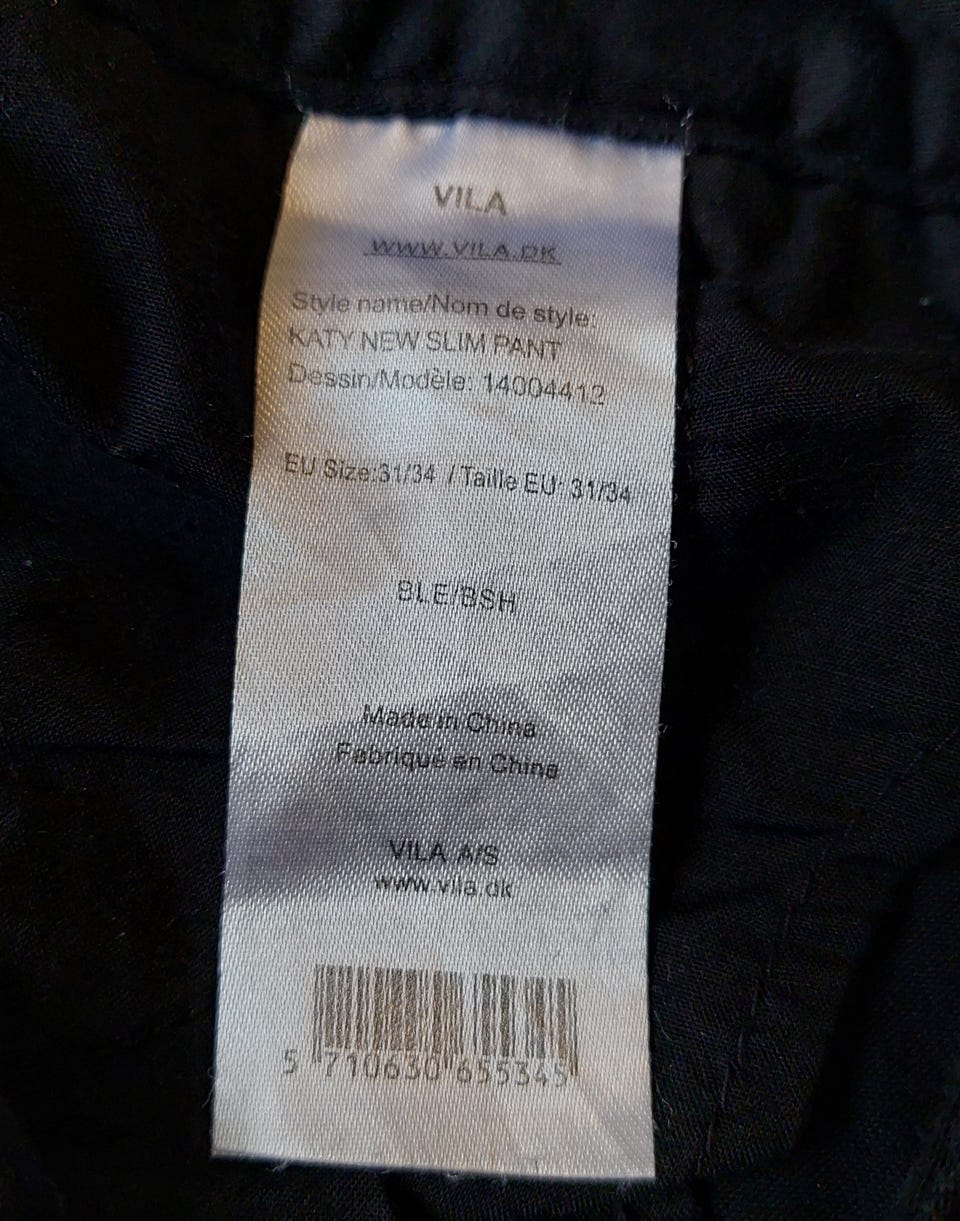 VILA
WWW.VILA.DK
Style name/Nom de style:
KATY NEW SLIM PANT
Dessin/Modèle: 14004412
EU Size:31/34 / Taille EU: 31/34
BLE/BSH
Made in China
Fabriqué en China
VILA A/S
www.vila.dk
5 710630 655345